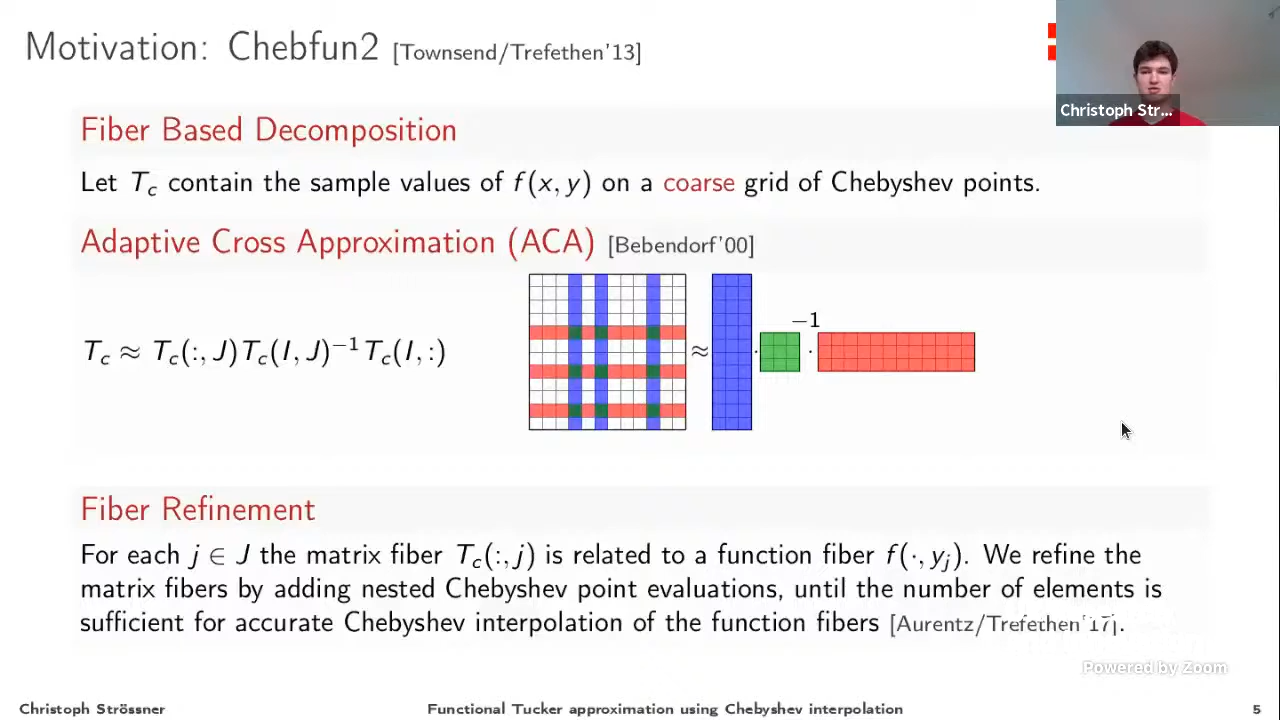 Motivation: Chebfun2 [Townsend/Trefethen'13]
Christoph Str...
Fiber Based Decomposition
Let T_c contain the sample values of f(x, y) on a coarse grid of Chebyshev points.
Adaptive Cross Approximation (ACA) [Bebendorf'00]
T_c ≈ T_c(:, J)T_c(I, J)⁻¹T_c(I, :)
≈ · −1 ·
Fiber Refinement
For each j ∈ J the matrix fiber T_c(:, j) is related to a function fiber f(·, y_j). We refine the
matrix fibers by adding nested Chebyshev point evaluations, until the number of elements is
sufficient for accurate Chebyshev interpolation of the function fibers [Aurentz/Trefethen'17].
Powered by Zoom
Christoph Strössner
Functional Tucker approximation using Chebyshev interpolation
5